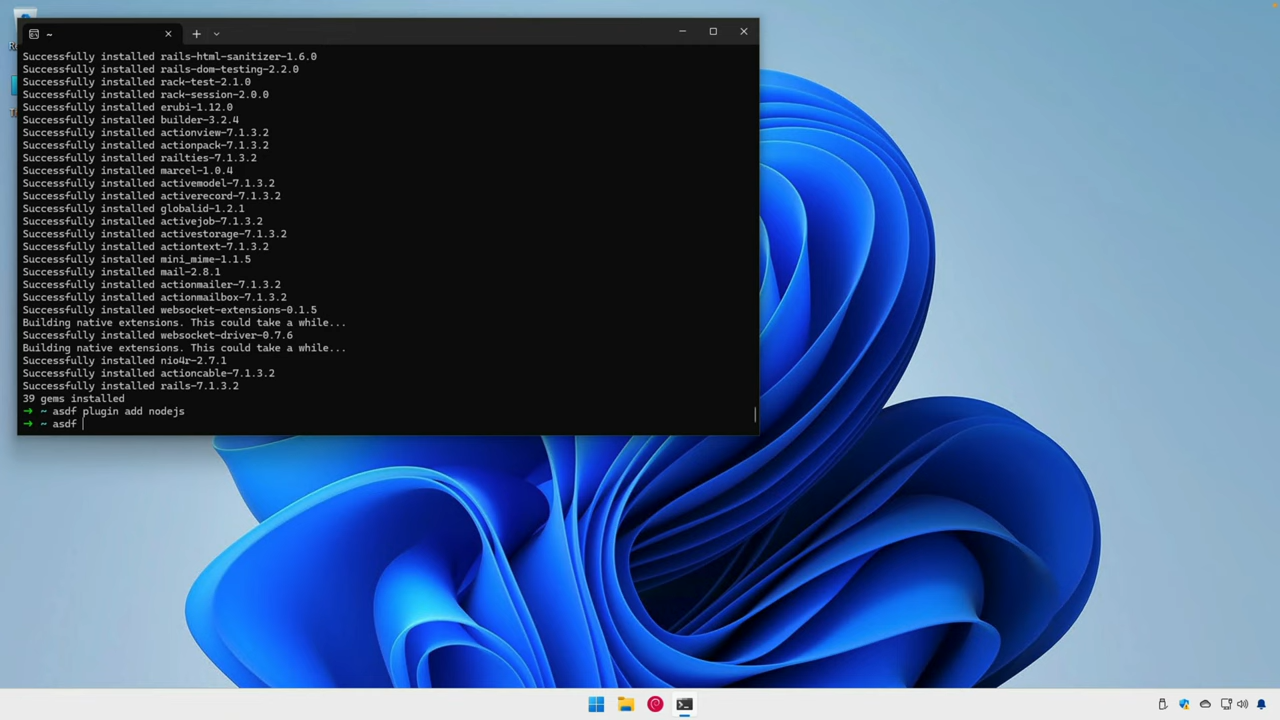 ~
Successfully installed rails-html-sanitizer-1.6.0
Successfully installed rails-dom-testing-2.2.0
Successfully installed rack-test-2.1.0
Successfully installed rack-session-2.0.0
Successfully installed erubi-1.12.0
Successfully installed builder-3.2.4
Successfully installed actionview-7.1.3.2
Successfully installed actionpack-7.1.3.2
Successfully installed railties-7.1.3.2
Successfully installed marcel-1.0.4
Successfully installed activemodel-7.1.3.2
Successfully installed activerecord-7.1.3.2
Successfully installed globalid-1.2.1
Successfully installed activejob-7.1.3.2
Successfully installed activestorage-7.1.3.2
Successfully installed actiontext-7.1.3.2
Successfully installed mini_mime-1.1.5
Successfully installed mail-2.8.1
Successfully installed actionmailer-7.1.3.2
Successfully installed actionmailbox-7.1.3.2
Successfully installed websocket-extensions-0.1.5
Building native extensions. This could take a while...
Successfully installed websocket-driver-0.7.6
Building native extensions. This could take a while...
Successfully installed nio4r-2.7.1
Successfully installed actioncable-7.1.3.2
Successfully installed rails-7.1.3.2
39 gems installed
→ ~ asdf plugin add nodejs
→ ~ asdf